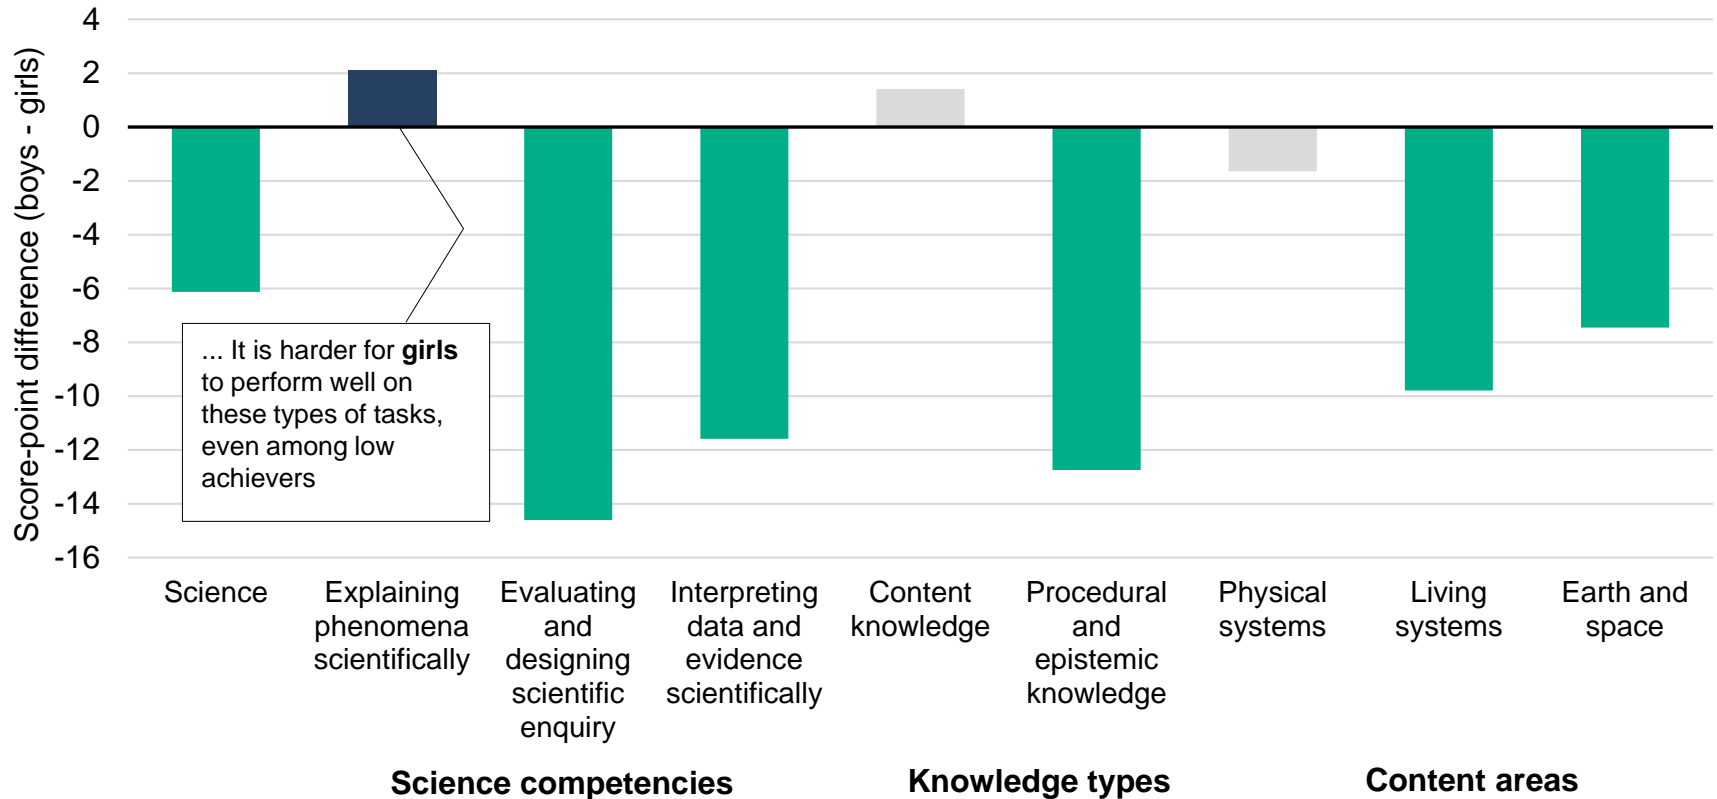 Score-point difference (boys - girls)
4
2
0
-2
-4
-6
-8
-10
-12
-14
-16
... It is harder for girls
to perform well on
these types of tasks,
even among low
achievers
Science
Explaining
phenomena
scientifically
Evaluating
and
designing
scientific
enquiry
Interpreting
data and
evidence
scientifically
Content
knowledge
Procedural
and
epistemic
knowledge
Physical
systems
Living
systems
Earth and
space
Science competencies
Knowledge types
Content areas